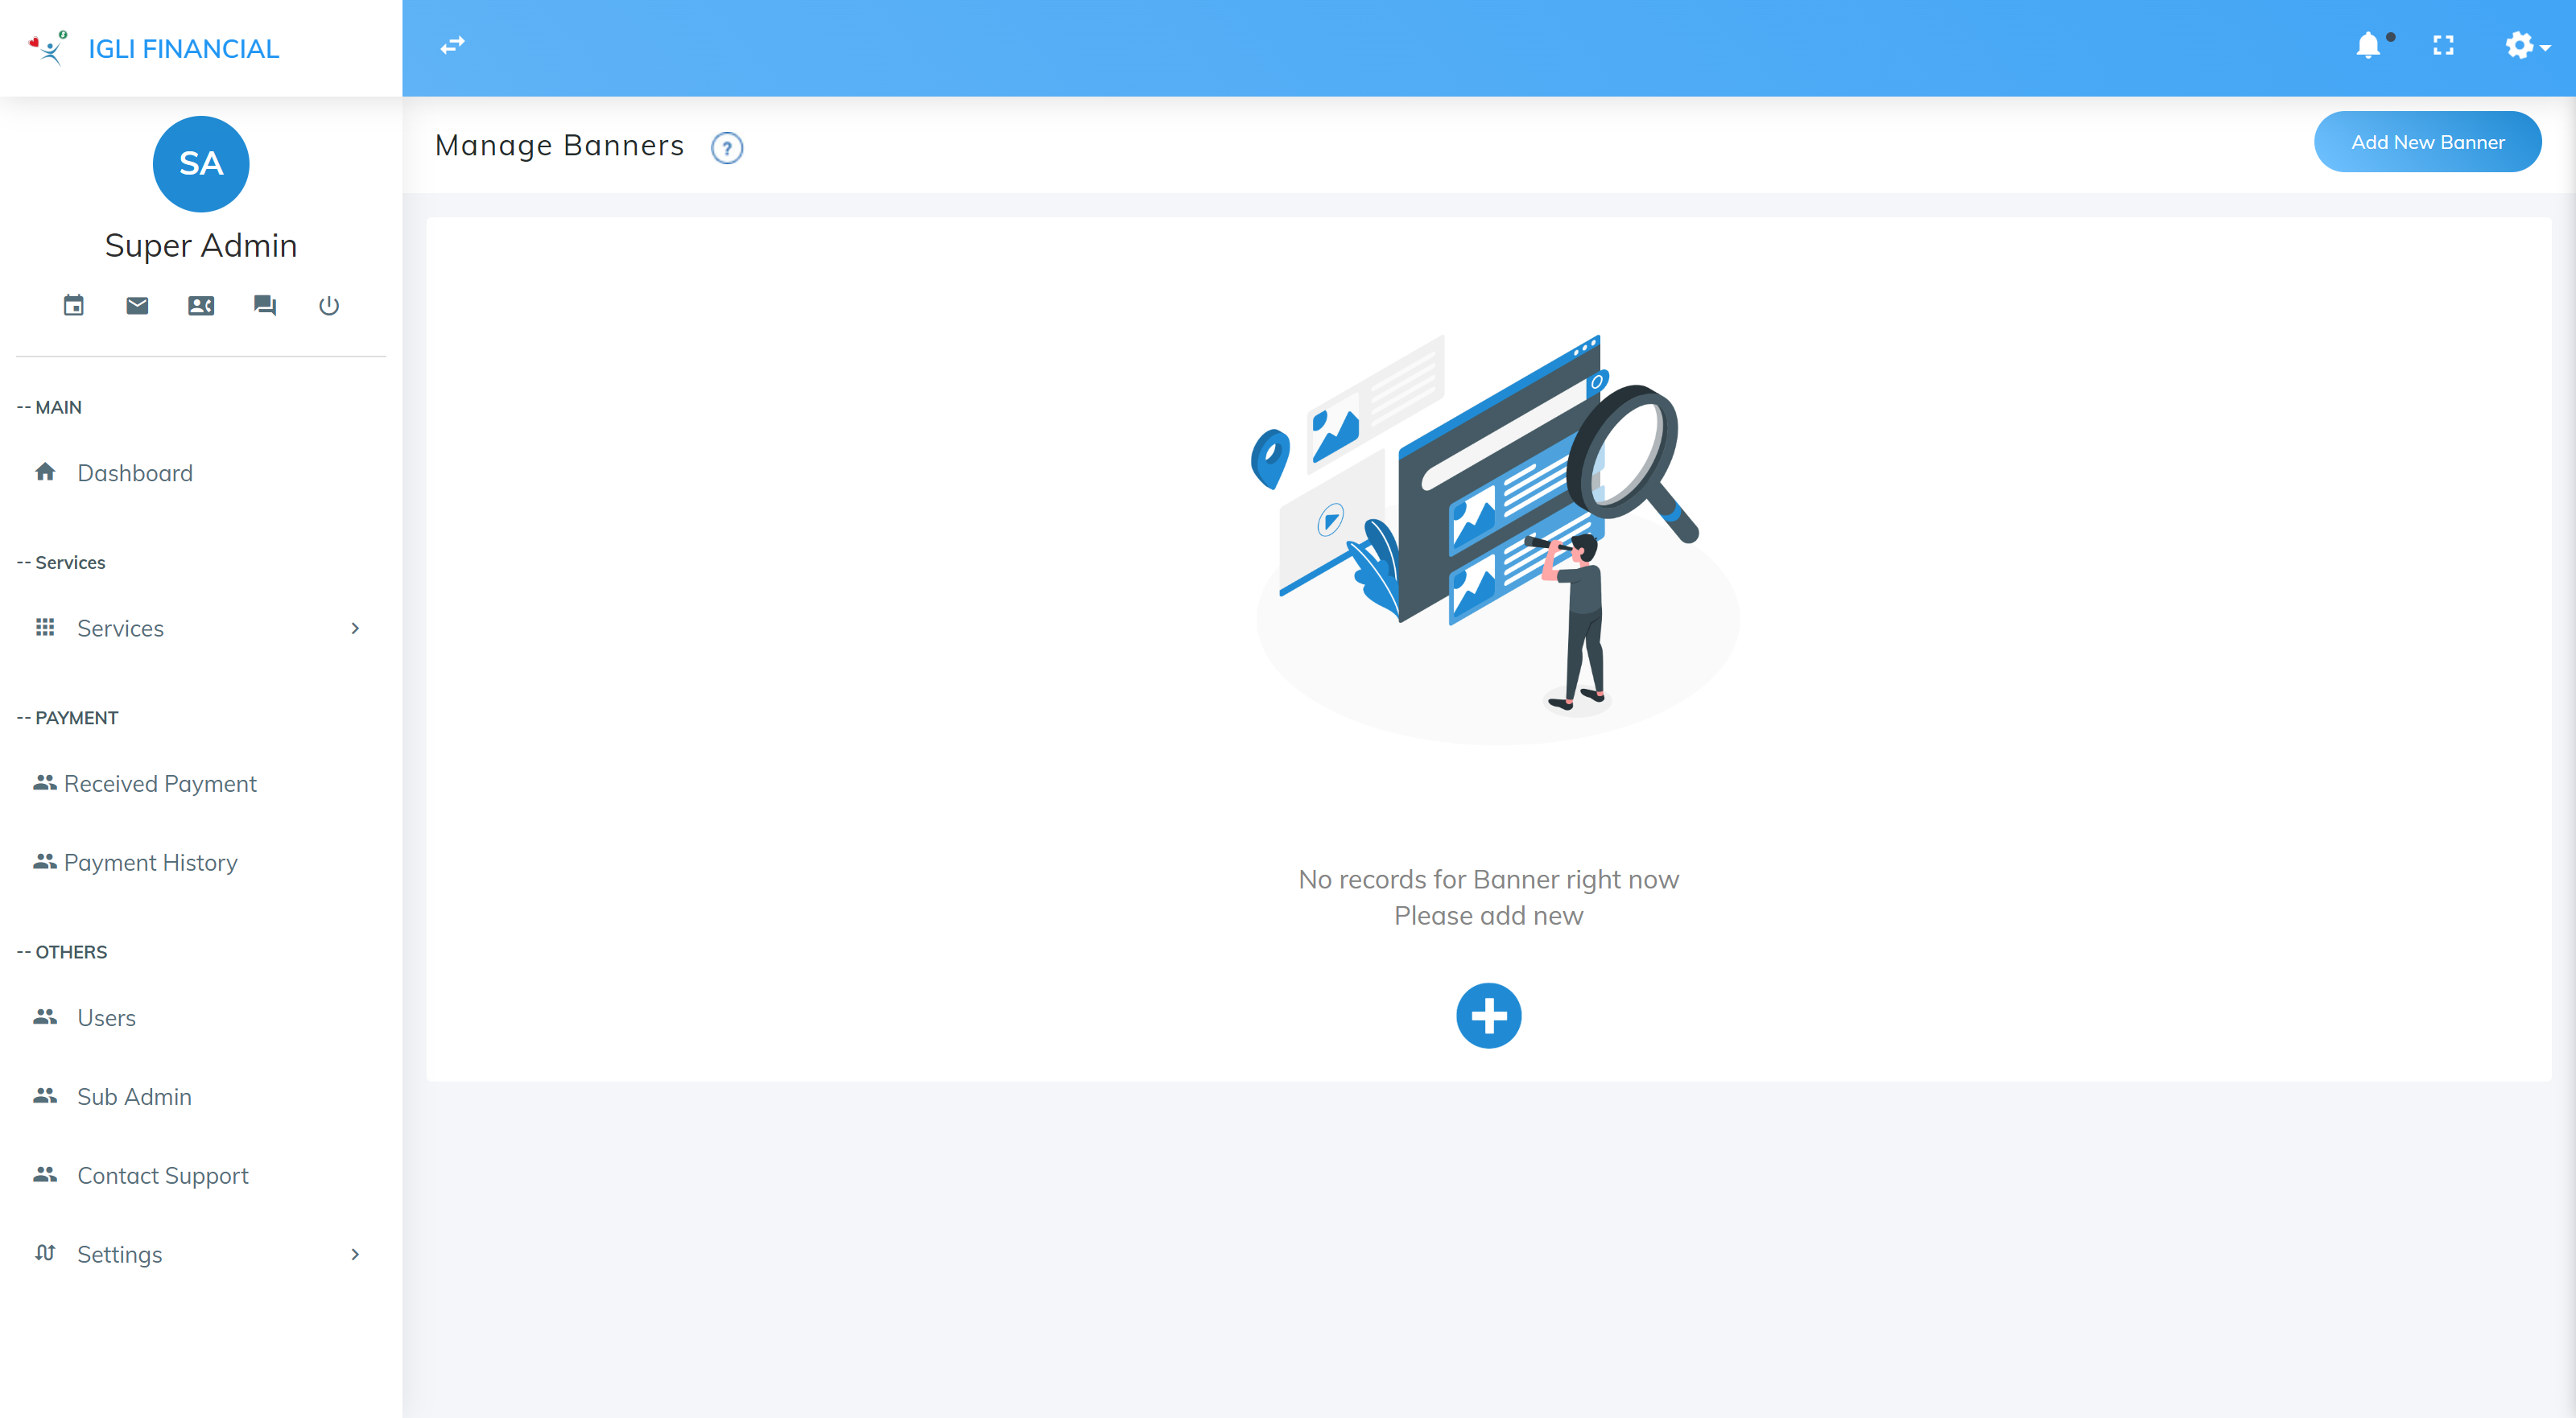 IGLI FINANCIAL
SA
Super Admin
-- MAIN
Dashboard
-- Services
Services
-- PAYMENT
Received Payment
Payment History
-- OTHERS
Users
Sub Admin
Contact Support
Settings
Manage Banners ?
Add New Banner
No records for Banner right now
Please add new